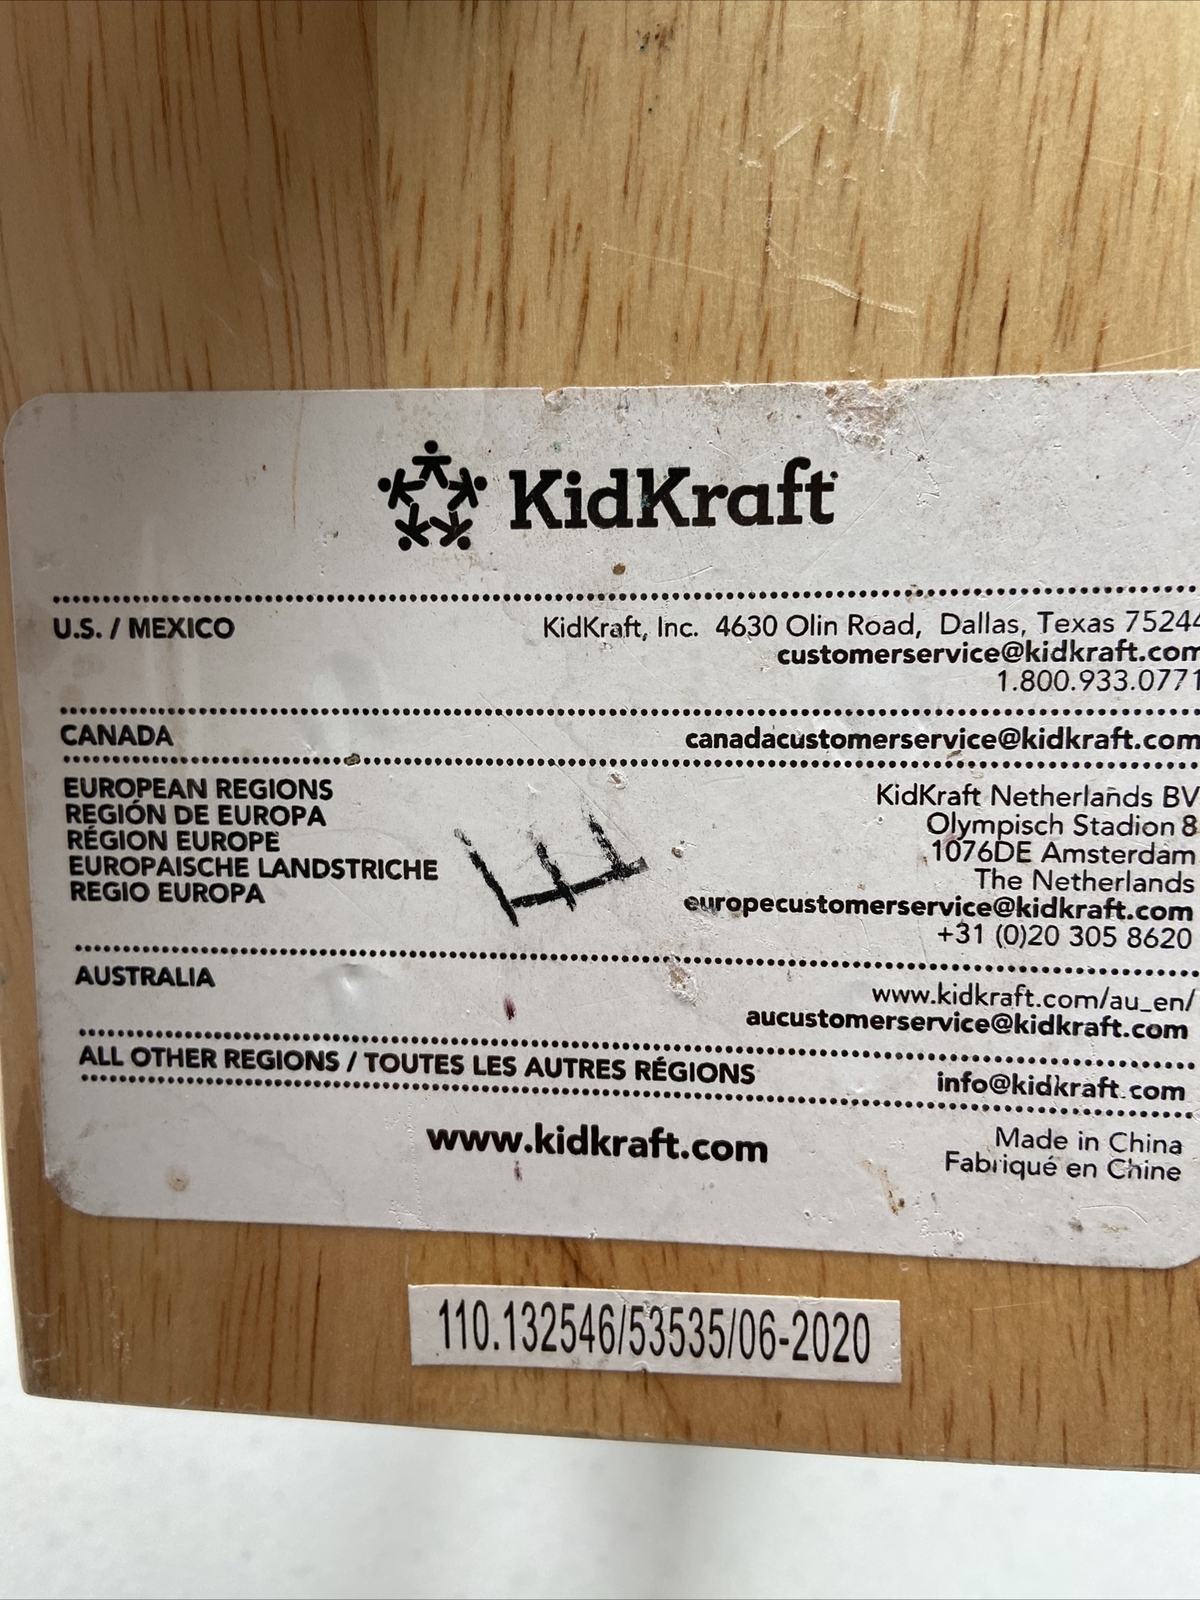 KidKraft
U.S. / MEXICO
KidKraft, Inc. 4630 Olin Road, Dallas, Texas 75244
customerservice@kidkraft.com
1.800.933.0771
CANADA
canadacustomerservice@kidkraft.com
EUROPEAN REGIONS
REGIÓN DE EUROPA
RÉGION EUROPE
EUROPAISCHE LANDSTRICHE
REGIO EUROPA
E
KidKraft Netherlands BV
Olympisch Stadion 8
1076DE Amsterdam
The Netherlands
europecustomerservice@kidkraft.com
+31 (0)20 305 8620
AUSTRALIA
www.kidkraft.com/au_en/
aucustomerservice@kidkraft.com
ALL OTHER REGIONS / TOUTES LES AUTRES RÉGIONS
info@kidkraft.com
www.kidkraft.com
Made in China
Fabriqué en Chine
110.132546/53535/06-2020